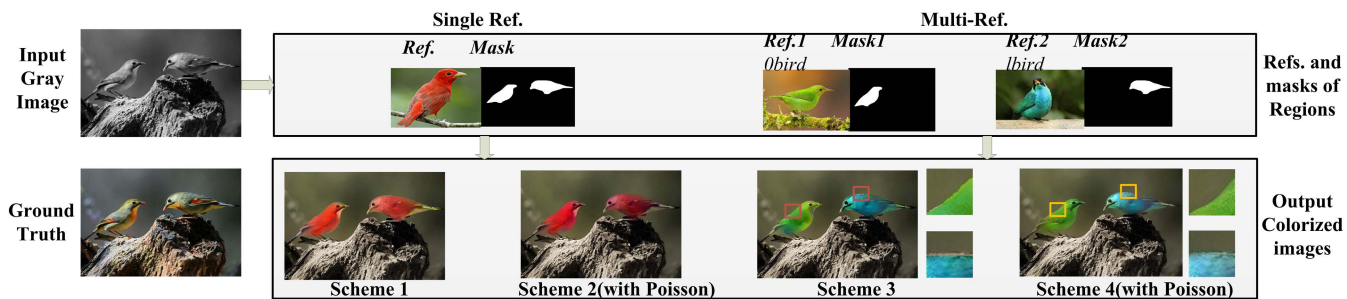 Single Ref.
Multi-Ref.
Input
Gray
Image
Ref. Mask
Ref.1 Mask1
0bird
Ref.2 Mask2
lbird
Refs. and
masks of
Regions
Ground
Truth
Output
Colorized
images
Scheme 1
Scheme 2(with Poisson)
Scheme 3
Scheme 4(with Poisson)